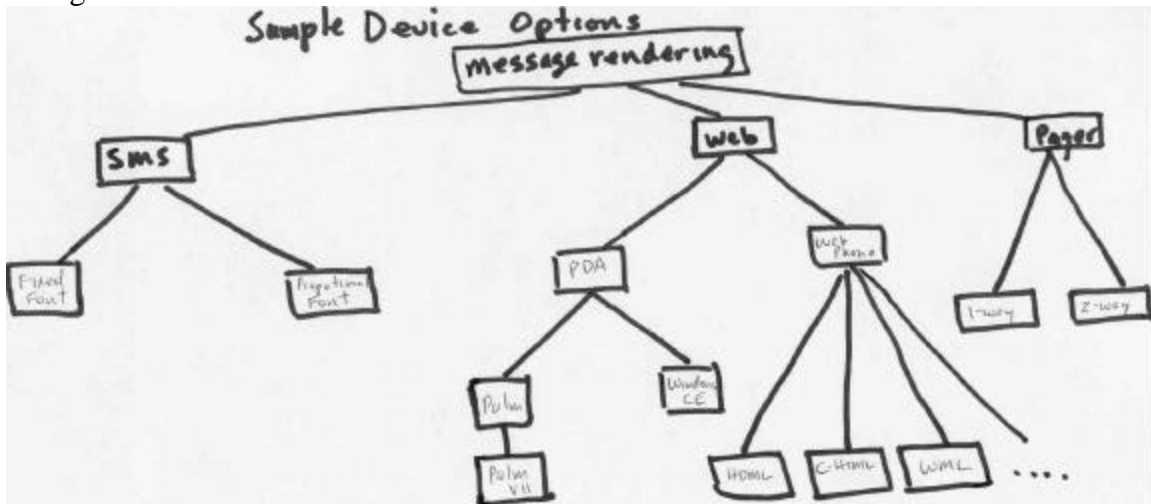 Sample Device Options
message rendering
Sms
Web
Pager
Fixed
Font
Proportional
Font
PDA
Web
Phone
1-way
2-way
Palm
Windows
CE
Palm
VII
HDML
C-HTML
WML
....